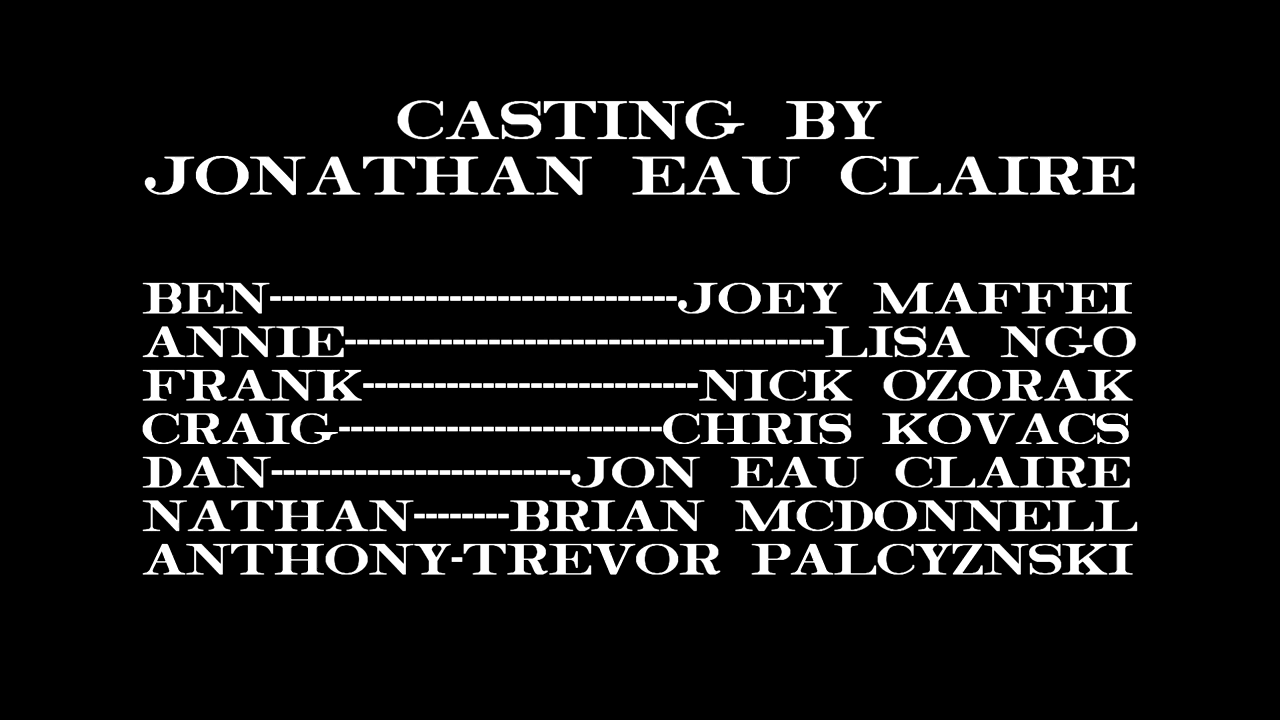 CASTING BY
JONATHAN EAU CLAIRE
BEN----------------------------------JOEY MAFFEI
ANNIE----------------------------------------LISA NGO
FRANK----------------------------NICK OZORAK
CRAIG---------------------------CHRIS KOVACS
DAN-------------------------JON EAU CLAIRE
NATHAN--------BRIAN MCDONNELL
ANTHONY-TREVOR PALCYZNSKI